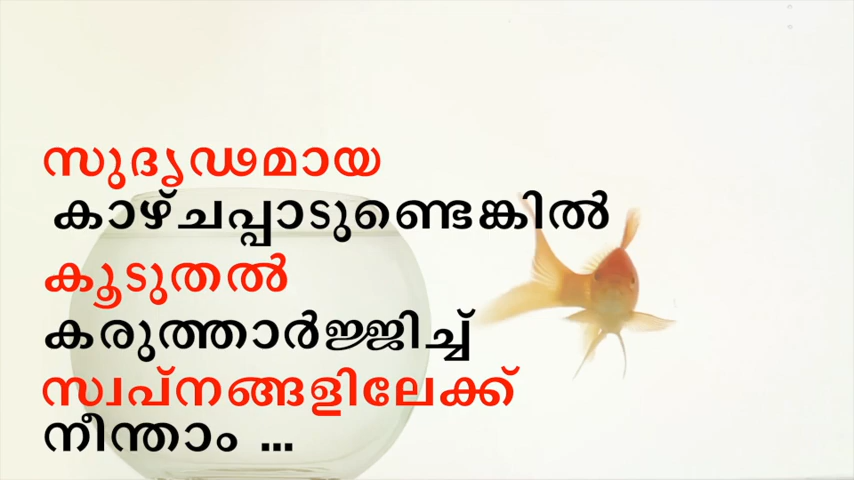 സുദൃഢമായ
കാഴ്ചപ്പാടുണ്ടെങ്കിൽ
കൂടുതൽ
കരുത്താർജ്ജിച്ച്
സ്വപ്നങ്ങളിലേക്ക്
നീന്താം ...